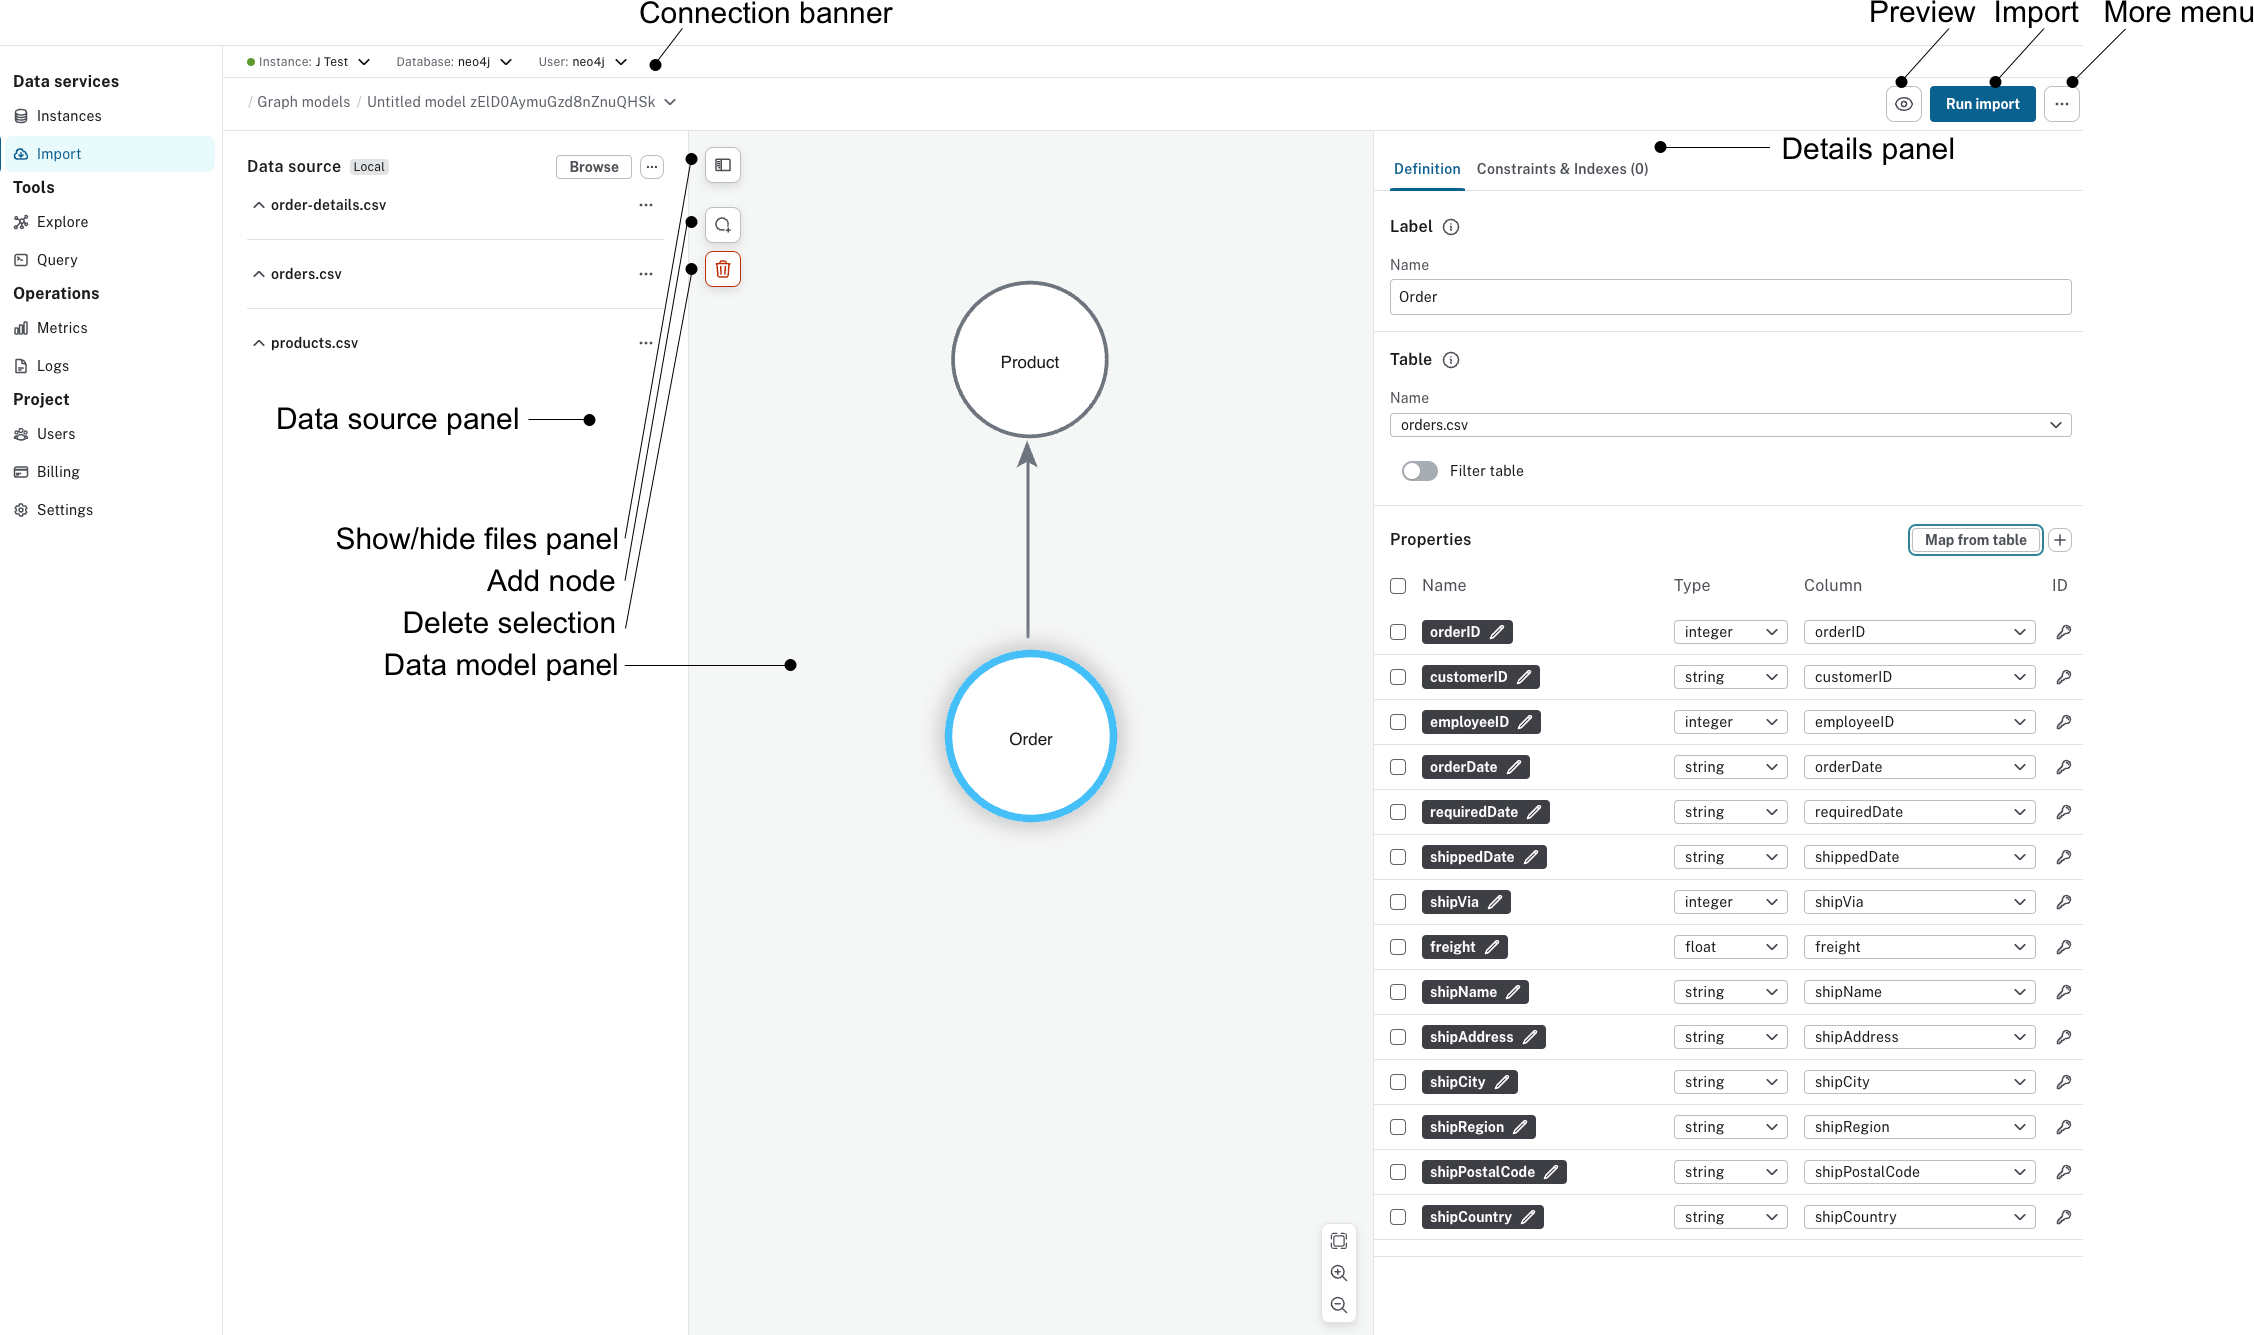 Connection banner
Preview Import More menu
Instance: J Test Database: neo4j User: neo4j
/ Graph models / Untitled model zElD0AymuGzd8nZnuQHSk
Run import
Data services
Instances
Import
Tools
Explore
Query
Operations
Metrics
Logs
Project
Users
Billing
Settings
Data source Local Browse
order-details.csv
orders.csv
products.csv
Data source panel
Show/hide files panel
Add node
Delete selection
Data model panel
Product
Order
Details panel
Definition Constraints & Indexes (0)
Label
Name
Order
Table
Name
orders.csv
Filter table
Properties Map from table
Name Type Column ID
orderID integer orderID
customerID string customerID
employeeID integer employeeID
orderDate string orderDate
requiredDate string requiredDate
shippedDate string shippedDate
shipVia integer shipVia
freight float freight
shipName string shipName
shipAddress string shipAddress
shipCity string shipCity
shipRegion string shipRegion
shipPostalCode string shipPostalCode
shipCountry string shipCountry